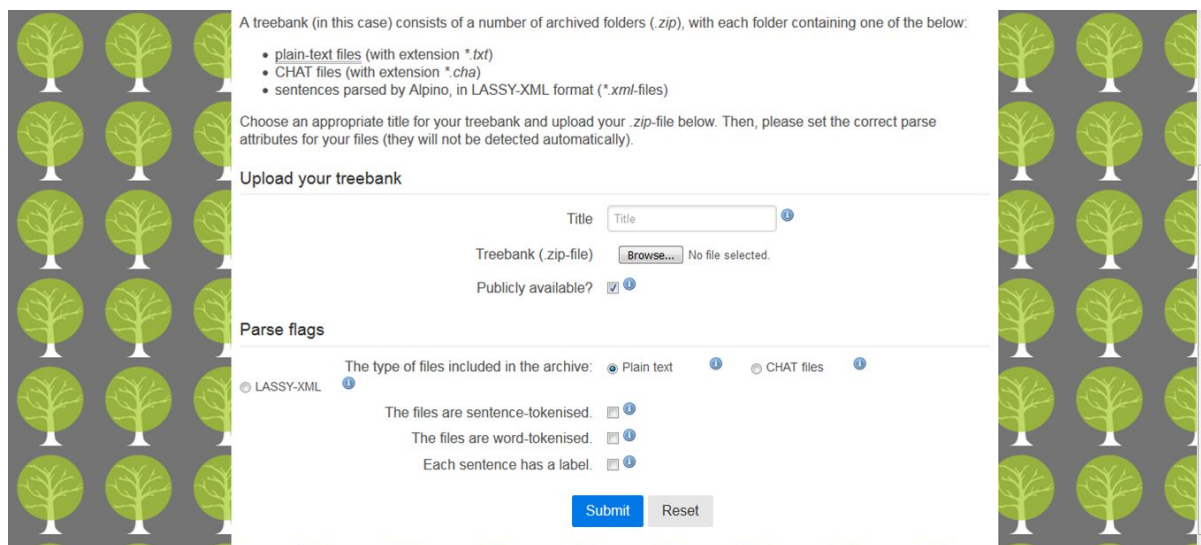 A treebank (in this case) consists of a number of archived folders (.zip), with each folder containing one of the below:
plain-text files (with extension *.txt)
CHAT files (with extension *.cha)
sentences parsed by Alpino, in LASSY-XML format (*.xml-files)
Choose an appropriate title for your treebank and upload your .zip-file below. Then, please set the correct parse
attributes for your files (they will not be detected automatically).
Upload your treebank
Title Title
Treebank (.zip-file) Browse... No file selected.
Publicly available?
Parse flags
The type of files included in the archive: Plain text CHAT files
LASSY-XML
The files are sentence-tokenised.
The files are word-tokenised.
Each sentence has a label.
Submit Reset